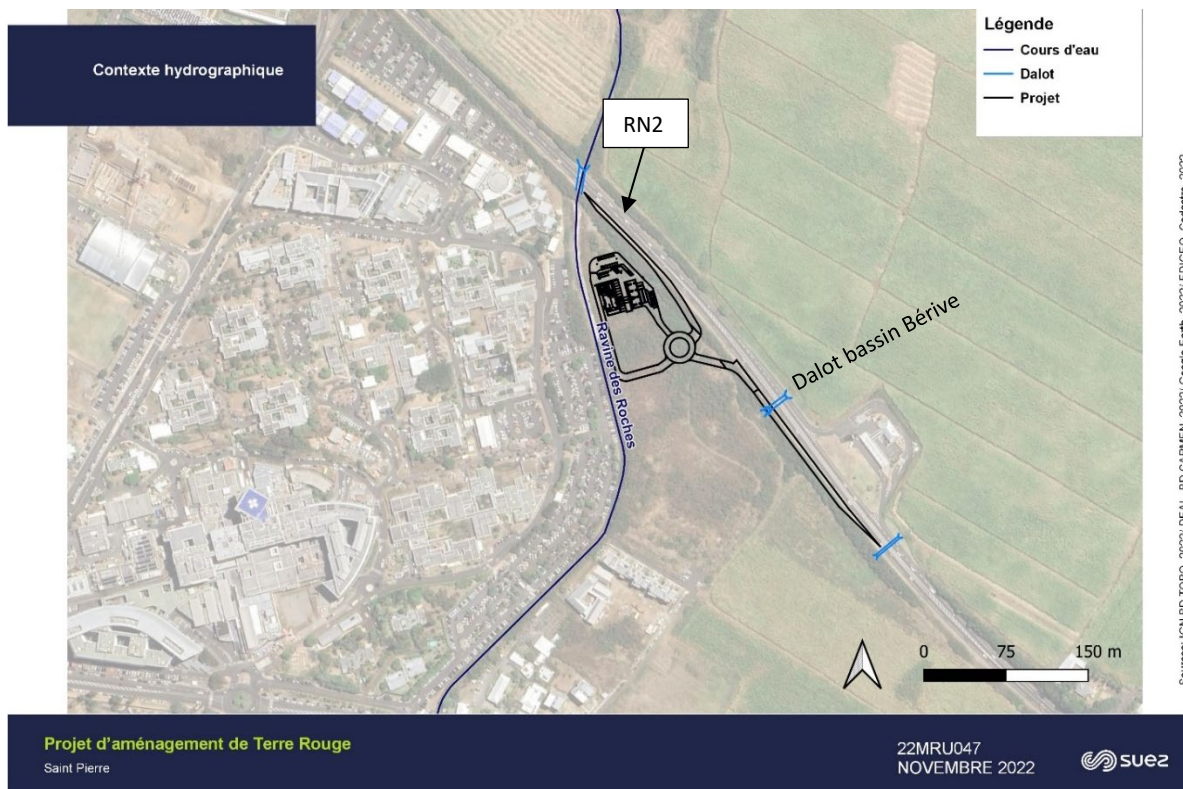 Contexte hydrographique
Légende
Cours d'eau
Dalot
Projet
RN2
Dalot bassin Bérive
Ravine des Roches
0 75 150 m
Projet d'aménagement de Terre Rouge
Saint Pierre
22MRU047
NOVEMBRE 2022
suez